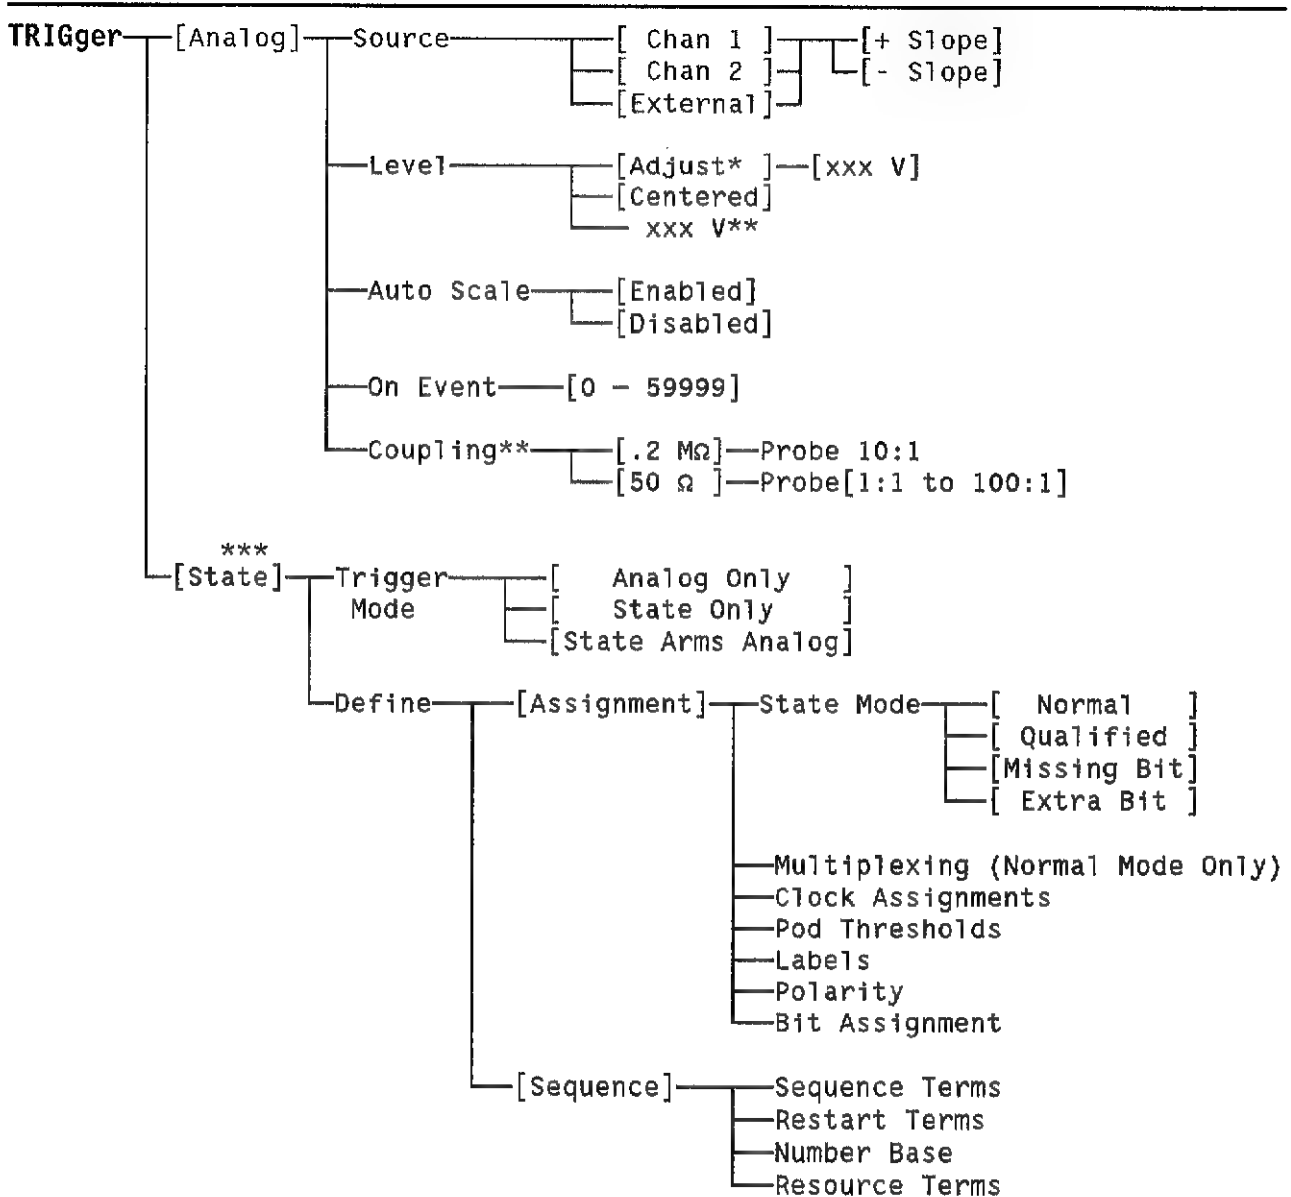 TRIGger [Analog] Source [ Chan 1 ] [+ Slope]
[ Chan 2 ] [- Slope]
[External]
Level [Adjust* ] [xxx V]
[Centered]
xxx V**
Auto Scale [Enabled]
[Disabled]
On Event [0 - 59999]
Coupling** [.2 MΩ] Probe 10:1
[50 Ω ] Probe[1:1 to 100:1]
***
[State] Trigger [ Analog Only ]
Mode [ State Only ]
[State Arms Analog]
Define [Assignment] State Mode [ Normal ]
[ Qualified ]
[Missing Bit]
[ Extra Bit ]
Multiplexing (Normal Mode Only)
Clock Assignments
Pod Thresholds
Labels
Polarity
Bit Assignment
[Sequence] Sequence Terms
Restart Terms
Number Base
Resource Terms